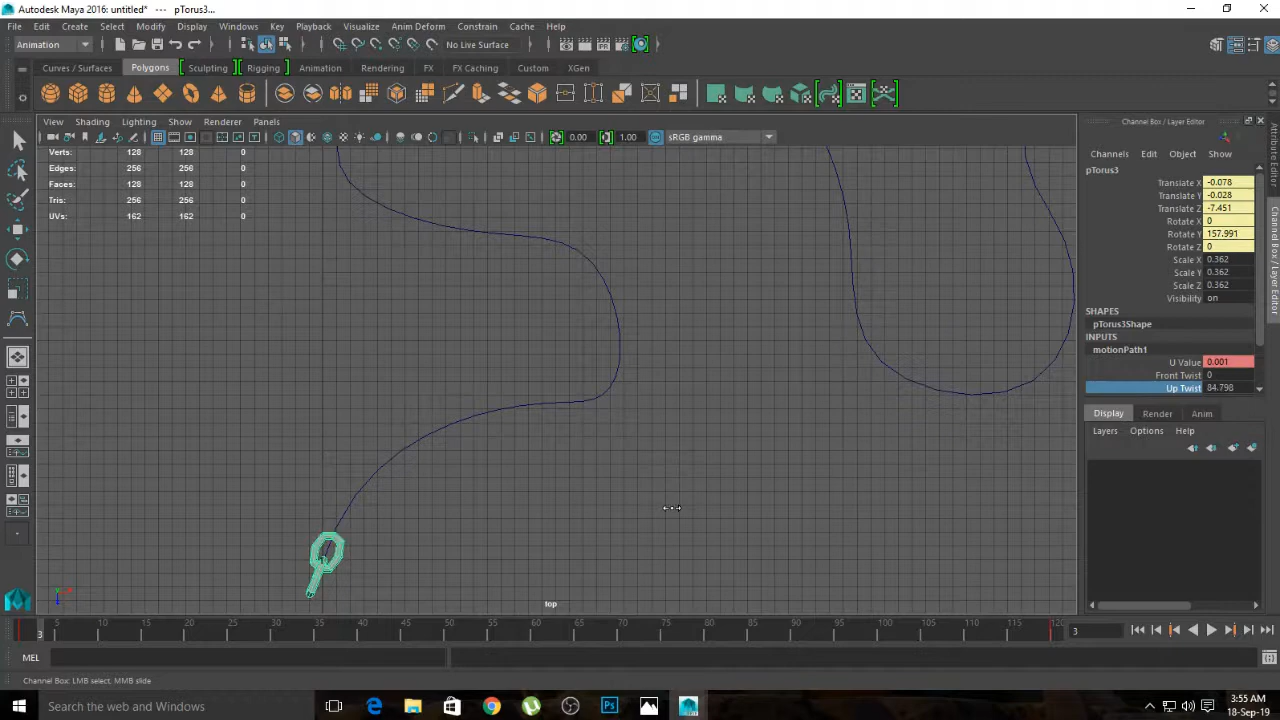 Autodesk Maya 2016: untitled* --- pTorus3...
File Edit Create Select Modify Display Windows Key Playback Visualize Anim Deform Constrain Cache Help
Animation No Live Surface
Curves / Surfaces Polygons Sculpting Rigging Animation Rendering FX FX Caching Custom XGen
View Shading Lighting Show Renderer Panels
0.00 1.00 sRGB gamma
Verts: 128 128 0
Edges: 256 256 0
Faces: 128 128 0
Tris: 256 256 0
UVs: 162 162 0
top
Channel Box / Layer Editor
Channels Edit Object Show
pTorus3
Translate X -0.078
Translate Y -0.028
Translate Z -7.451
Rotate X 0
Rotate Y 157.991
Rotate Z 0
Scale X 0.362
Scale Y 0.362
Scale Z 0.362
Visibility on
SHAPES
pTorus3Shape
INPUTS
motionPath1
U Value 0.001
Front Twist 0
Up Twist 84.798
Display Render Anim
Layers Options Help
Attribute Editor
Channel Box / Layer Editor
3 5 10 15 20 25 30 35 40 45 50 55 60 65 70 75 80 85 90 95 100 105 110 115 120
3
MEL
Channel Box: LMB select, MMB slide
Search the web and Windows
3:55 AM
18-Sep-19